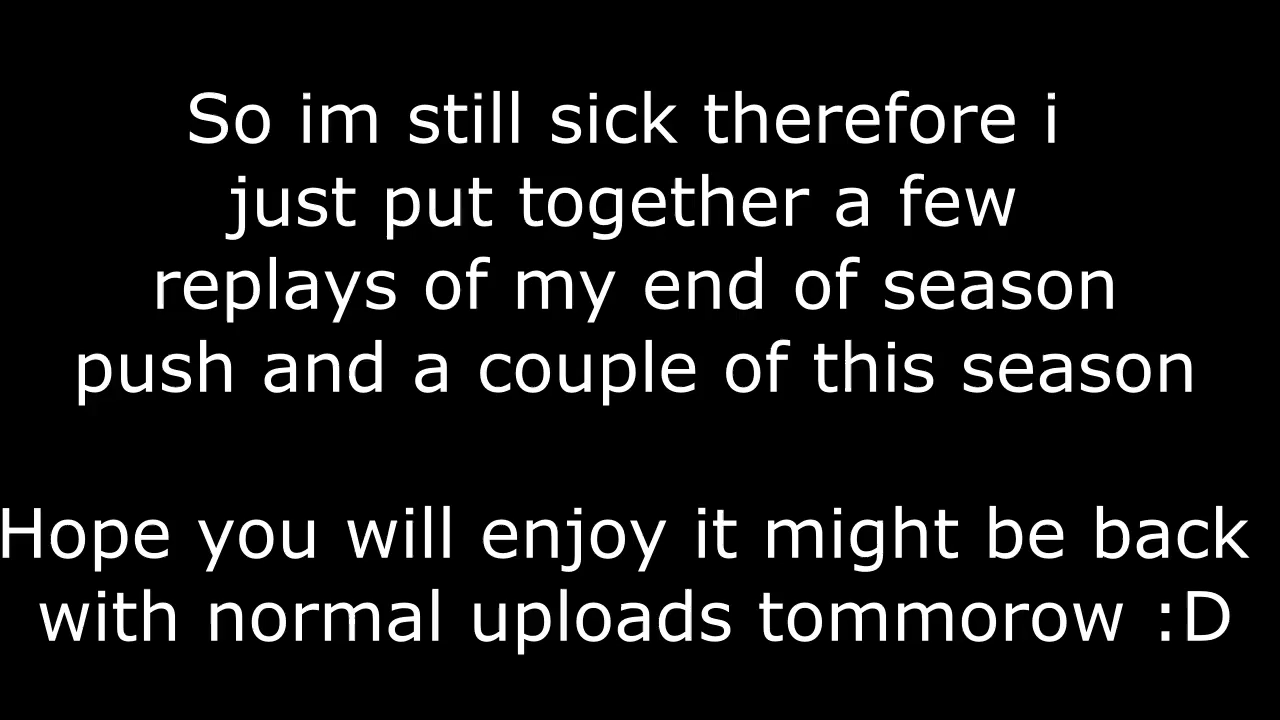 So im still sick therefore i
just put together a few
replays of my end of season
push and a couple of this season
Hope you will enjoy it might be back
with normal uploads tommorow :D